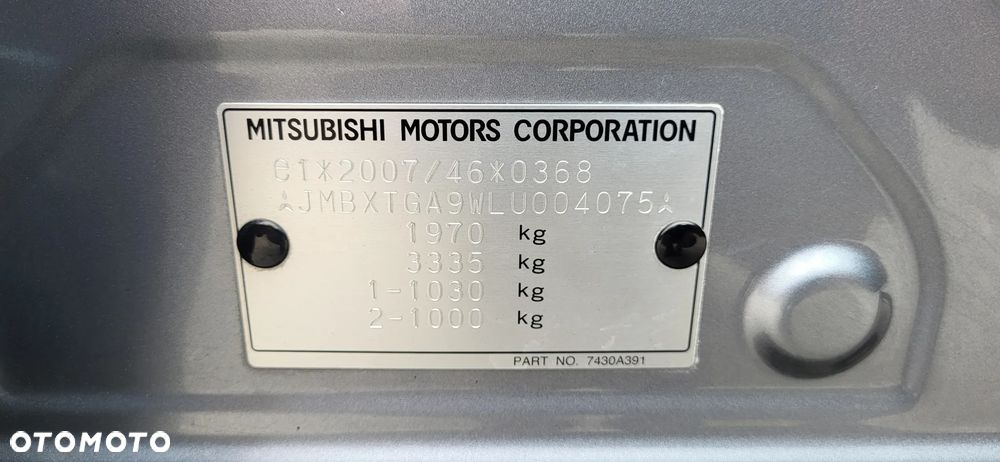 MITSUBISHI MOTORS CORPORATION
e1*2007/46*0368
JMBXTGA9WLU004075
1970 kg
3335 kg
1-1030 kg
2-1000 kg
PART NO. 7430A391
OTOMOTO